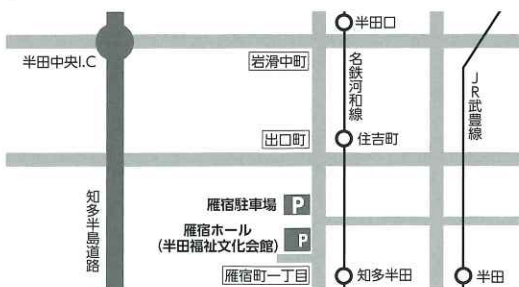 半田口
半田中央I.C
岩滑中町
名鉄河和線
JR武豊線
出口町
住吉町
知多半島道路
雁宿駐車場 P
雁宿ホール
(半田福祉文化会館) P
雁宿町一丁目
知多半田
半田